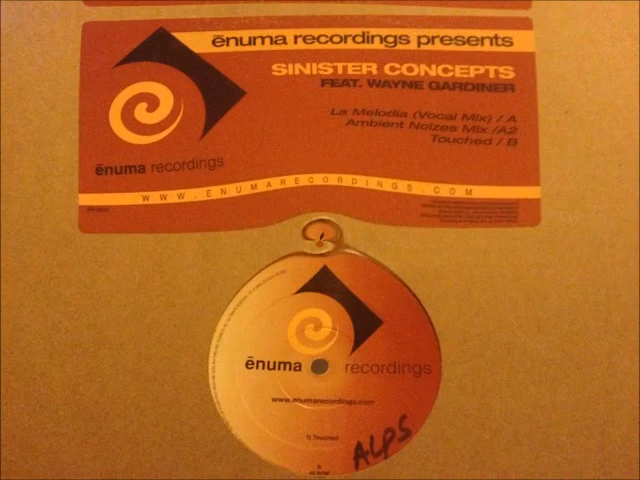 ēnuma recordings presents
SINISTER CONCEPTS
FEAT. WAYNE GARDINER
La Melodia (Vocal Mix) / A
Ambient Noizes Mix /A2
Touched / B
ēnuma recordings
WWW.ENUMARECORDINGS.COM
ēnuma recordings
www.enumarecordings.com
1) Touched
ALPS